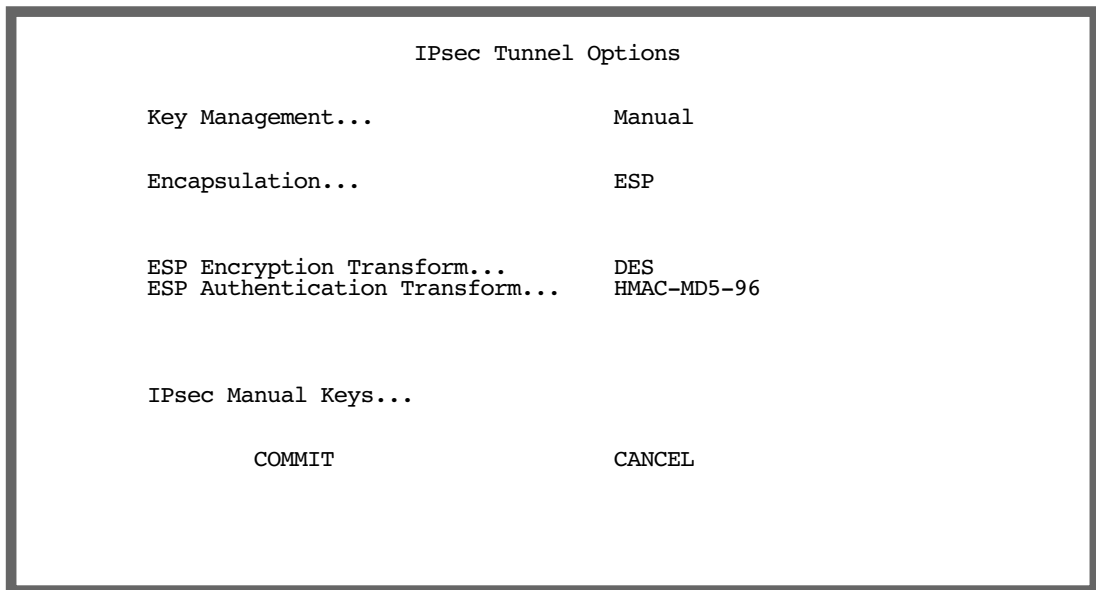 IPsec Tunnel Options
Key Management... Manual
Encapsulation... ESP
ESP Encryption Transform... DES
ESP Authentication Transform... HMAC-MD5-96
IPsec Manual Keys...
COMMIT CANCEL